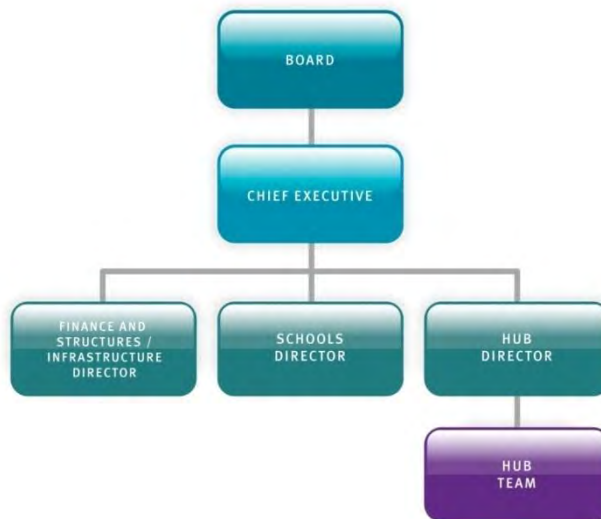 BOARD
CHIEF EXECUTIVE
FINANCE AND
STRUCTURES /
INFRASTRUCTURE
DIRECTOR
SCHOOLS
DIRECTOR
HUB
DIRECTOR
HUB
TEAM